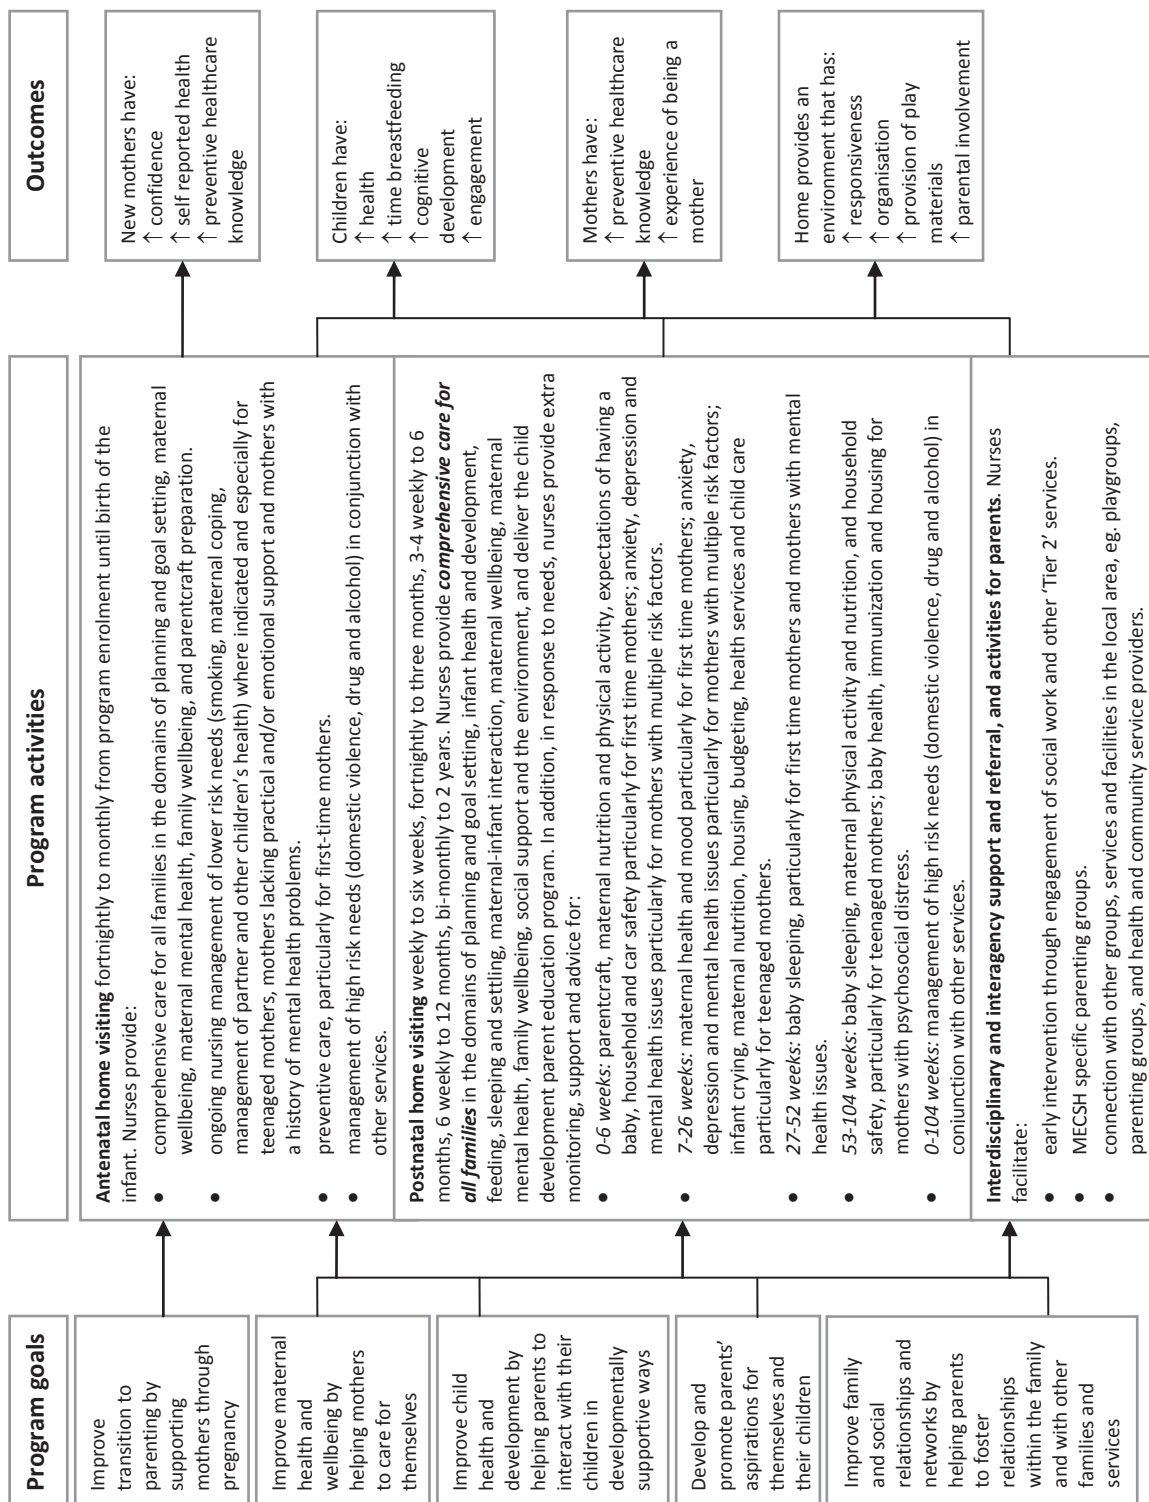 Program goals
Improve
transition to
parenting by
supporting
mothers through
pregnancy
Improve maternal
health and
wellbeing by
helping mothers
to care for
themselves
Improve child
health and
development by
helping parents to
interact with their
children in
developmentally
supportive ways
Develop and
promote parents’
aspirations for
themselves and
their children
Improve family
and social
relationships and
networks by
helping parents
to foster
relationships
within the family
and with other
families and
services
Program activities
Antenatal home visiting fortnightly to monthly from program enrolment until birth of the
infant. Nurses provide:
• comprehensive care for all families in the domains of planning and goal setting, maternal
wellbeing, maternal mental health, family wellbeing, and parentcraft preparation.
• ongoing nursing management of lower risk needs (smoking, maternal coping,
management of partner and other children’s health) where indicated and especially for
teenaged mothers, mothers lacking practical and/or emotional support and mothers with
a history of mental health problems.
• preventive care, particularly for first-time mothers.
• management of high risk needs (domestic violence, drug and alcohol) in conjunction with
other services.
Postnatal home visiting weekly to six weeks, fortnightly to three months, 3-4 weekly to 6
months, 6 weekly to 12 months, bi-monthly to 2 years. Nurses provide comprehensive care for
all families in the domains of planning and goal setting, infant health and development,
feeding, sleeping and settling, maternal-infant interaction, maternal wellbeing, maternal
mental health, family wellbeing, social support and the environment, and deliver the child
development parent education program. In addition, in response to needs, nurses provide extra
monitoring, support and advice for:
• 0-6 weeks: parentcraft, maternal nutrition and physical activity, expectations of having a
baby, household and car safety particularly for first time mothers; anxiety, depression and
mental health issues particularly for mothers with multiple risk factors.
• 7-26 weeks: maternal health and mood particularly for first time mothers; anxiety,
depression and mental health issues particularly for mothers with multiple risk factors;
infant crying, maternal nutrition, housing, budgeting, health services and child care
particularly for teenaged mothers.
• 27-52 weeks: baby sleeping, particularly for first time mothers and mothers with mental
health issues.
• 53-104 weeks: baby sleeping, maternal physical activity and nutrition, and household
safety, particularly for teenaged mothers; baby health, immunization and housing for
mothers with psychosocial distress.
• 0-104 weeks: management of high risk needs (domestic violence, drug and alcohol) in
conjunction with other services.
Interdisciplinary and interagency support and referral, and activities for parents. Nurses
facilitate:
• early intervention through engagement of social work and other ‘Tier 2’ services.
• MECSH specific parenting groups.
• connection with other groups, services and facilities in the local area, eg. playgroups,
parenting groups, and health and community service providers.
Outcomes
New mothers have:
↑ confidence
↑ self reported health
↑ preventive healthcare
knowledge
Children have:
↑ health
↑ time breastfeeding
↑ cognitive
development
↑ engagement
Mothers have:
↑ preventive healthcare
knowledge
↑ experience of being a
mother
Home provides an
environment that has:
↑ responsiveness
↑ organisation
↑ provision of play
materials
↑ parental involvement